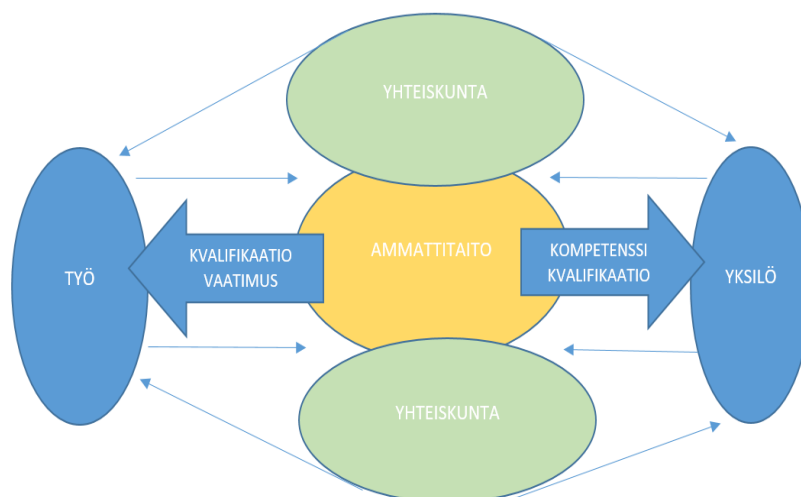 YHTEISKUNTA
TYÖ
KVALIFIKAATIO
VAATIMUS
AMMATTITAITO
KOMPETENSSI
KVALIFIKAATIO
YKSILÖ
YHTEISKUNTA